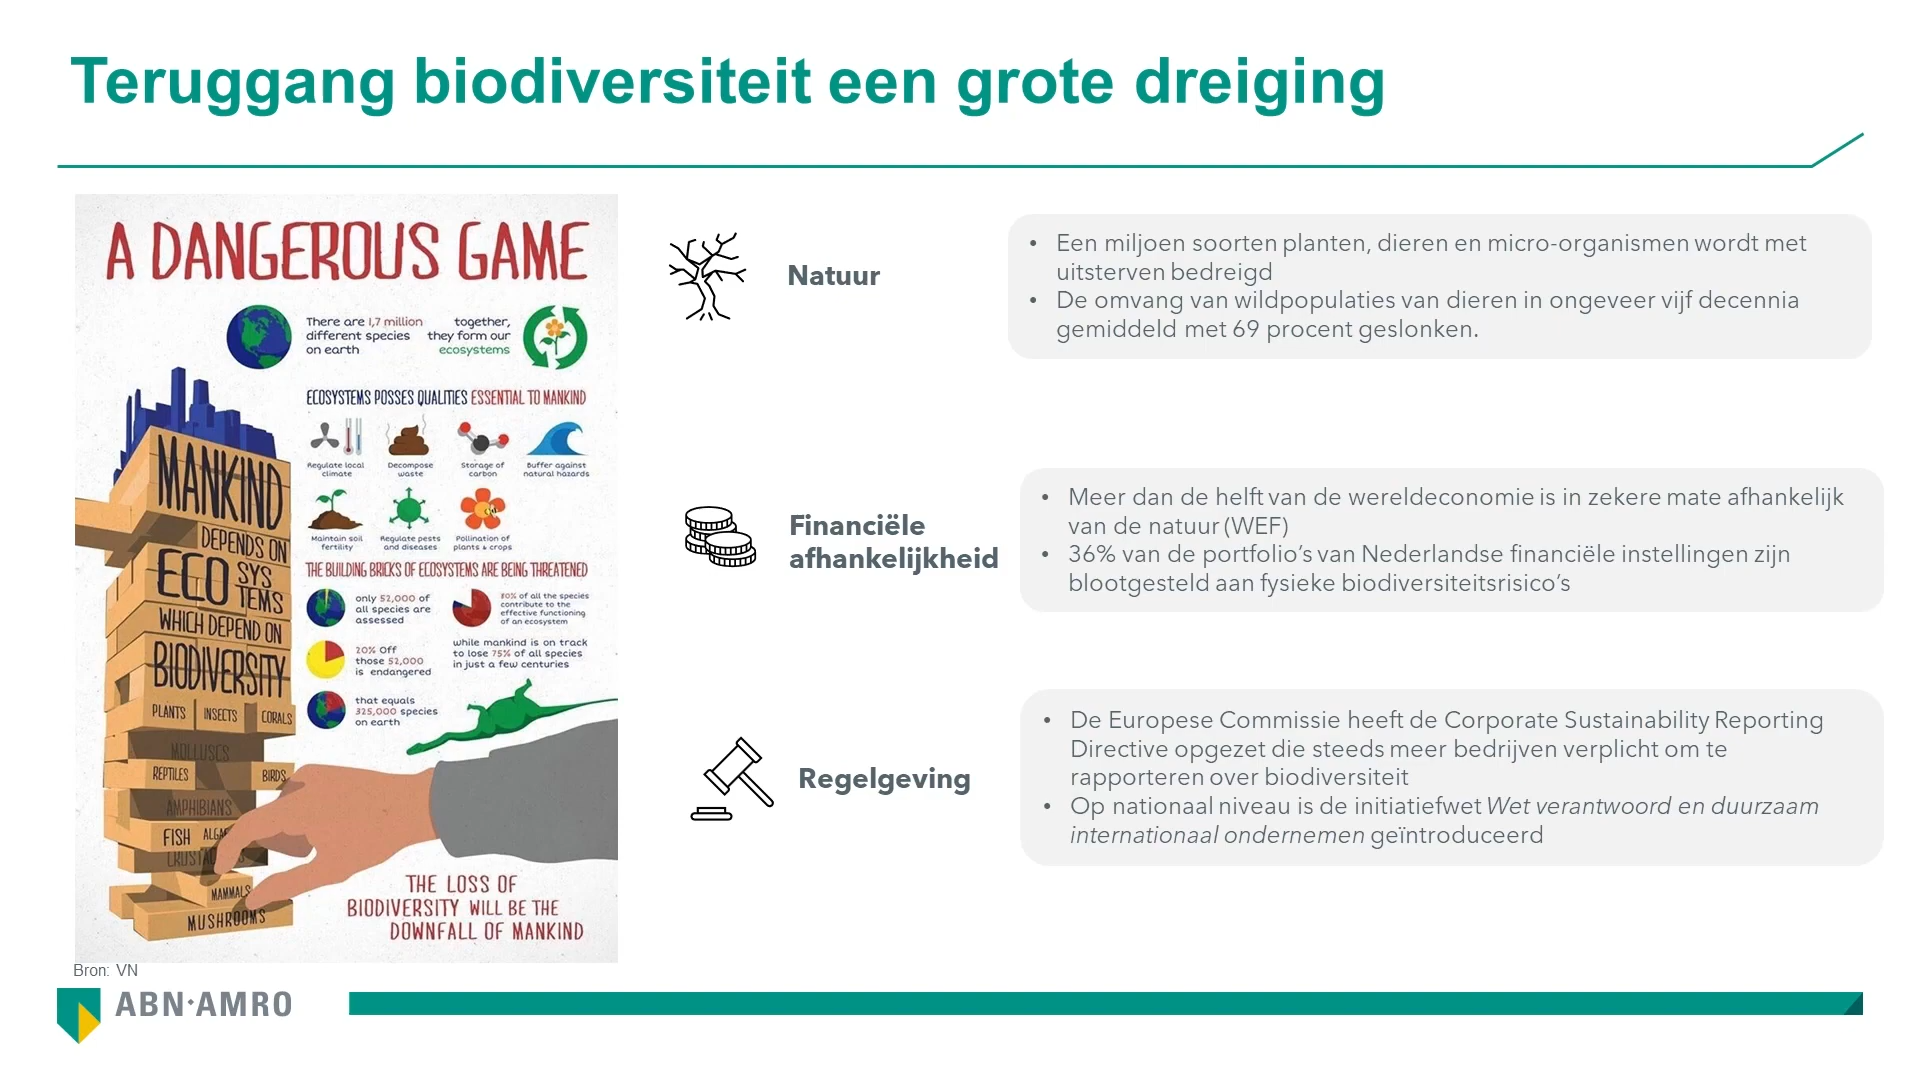 Teruggang biodiversiteit een grote dreiging
A DANGEROUS GAME
There are 1,7 million
different species
on earth
together,
they form our
ecosystems
ECOSYSTEMS POSSES QUALITIES ESSENTIAL TO MANKIND
Regulate local
climate
Decompose
waste
Storage of
carbon
Buffer against
natural hazards
Maintain soil
fertility
Regulate pests
and diseases
Pollination of
plants & crops
THE BUILDING BRICKS OF ECOSYSTEMS ARE BEING THREATENED
only 52,000 of
all species are
assessed
80% of all the species
contribute to the
effective functioning
of an ecosystem
20% Off
those 52,000
is endangered
while mankind is on track
to lose 75% of all species
in just a few centuries
that equals
325,000 species
on earth
MANKIND
DEPENDS ON
ECO SYS
TEMS
WHICH DEPEND ON
BIODIVERSITY
PLANTS INSECTS CORALS
MOLLUSCS
REPTILES BIRDS
AMPHIBIANS
FISH ALGAE
MAMMALS
MUSHROOMS
THE LOSS OF
BIODIVERSITY WILL BE THE
DOWNFALL OF MANKIND
Bron: VN
Natuur
• Een miljoen soorten planten, dieren en micro-organismen wordt met
uitsterven bedreigd
• De omvang van wildpopulaties van dieren in ongeveer vijf decennia
gemiddeld met 69 procent geslonken.
Financiële
afhankelijkheid
• Meer dan de helft van de wereldeconomie is in zekere mate afhankelijk
van de natuur (WEF)
• 36% van de portfolio’s van Nederlandse financiële instellingen zijn
blootgesteld aan fysieke biodiversiteitsrisico’s
Regelgeving
• De Europese Commissie heeft de Corporate Sustainability Reporting
Directive opgezet die steeds meer bedrijven verplicht om te
rapporteren over biodiversiteit
• Op nationaal niveau is de initiatiefwet Wet verantwoord en duurzaam
internationaal ondernemen geïntroduceerd
ABN·AMRO